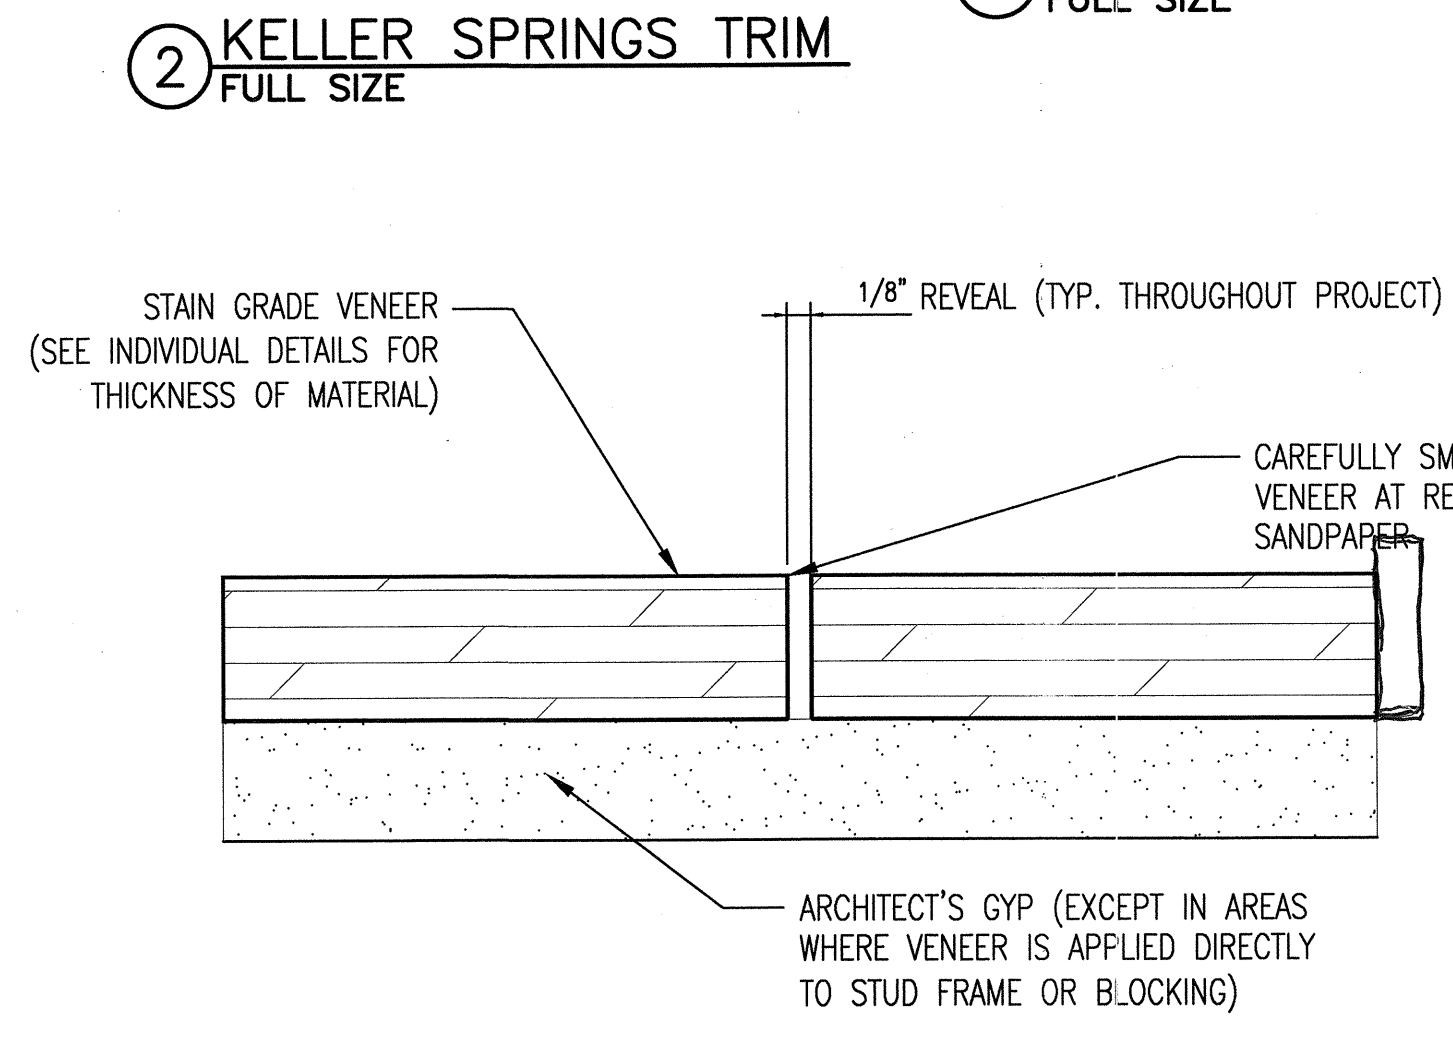 FULL SIZE
2 KELLER SPRINGS TRIM
FULL SIZE
STAIN GRADE VENEER
(SEE INDIVIDUAL DETAILS FOR
THICKNESS OF MATERIAL)
1/8" REVEAL (TYP. THROUGHOUT PROJECT)
CAREFULLY SM
VENEER AT RE
SANDPAPER
ARCHITECT'S GYP (EXCEPT IN AREAS
WHERE VENEER IS APPLIED DIRECTLY
TO STUD FRAME OR BLOCKING)